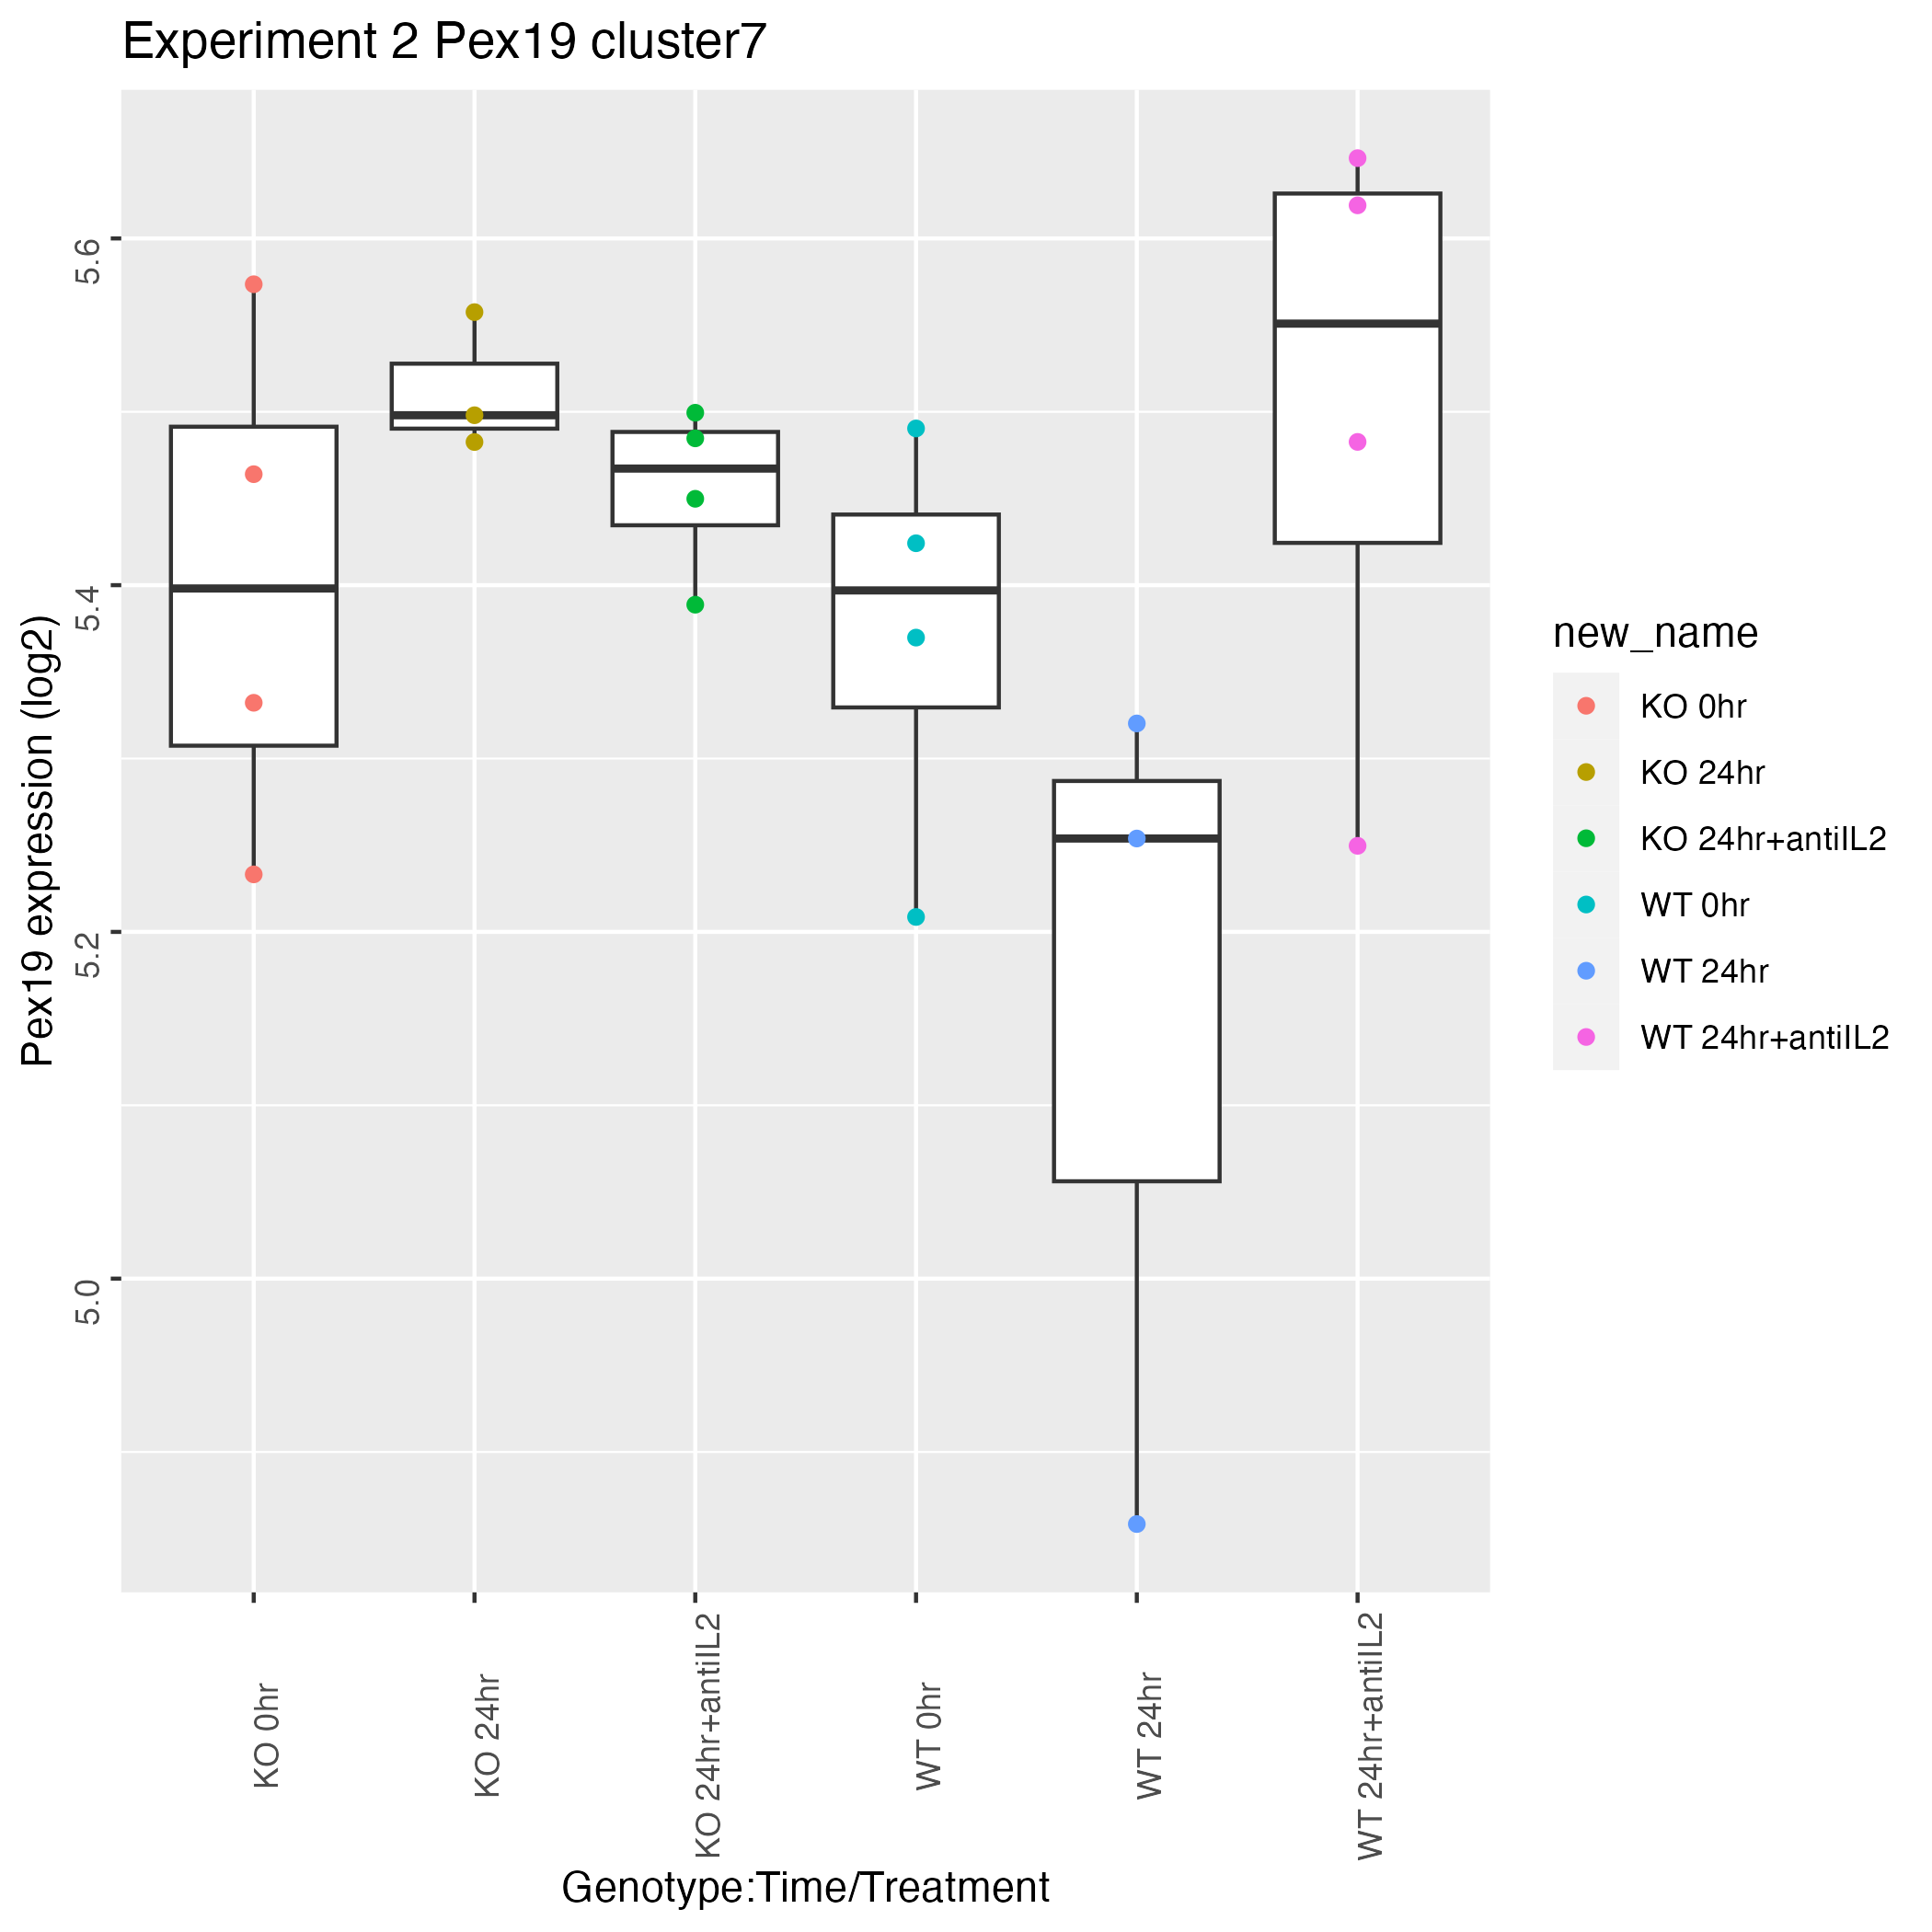 Experiment 2 Pex19 cluster7
Pex19 expression (log2)
5.6
5.4
5.2
5.0
KO 0hr
KO 24hr
KO 24hr+antiIL2
WT 0hr
WT 24hr
WT 24hr+antiIL2
Genotype:Time/Treatment
new_name
KO 0hr
KO 24hr
KO 24hr+antiIL2
WT 0hr
WT 24hr
WT 24hr+antiIL2